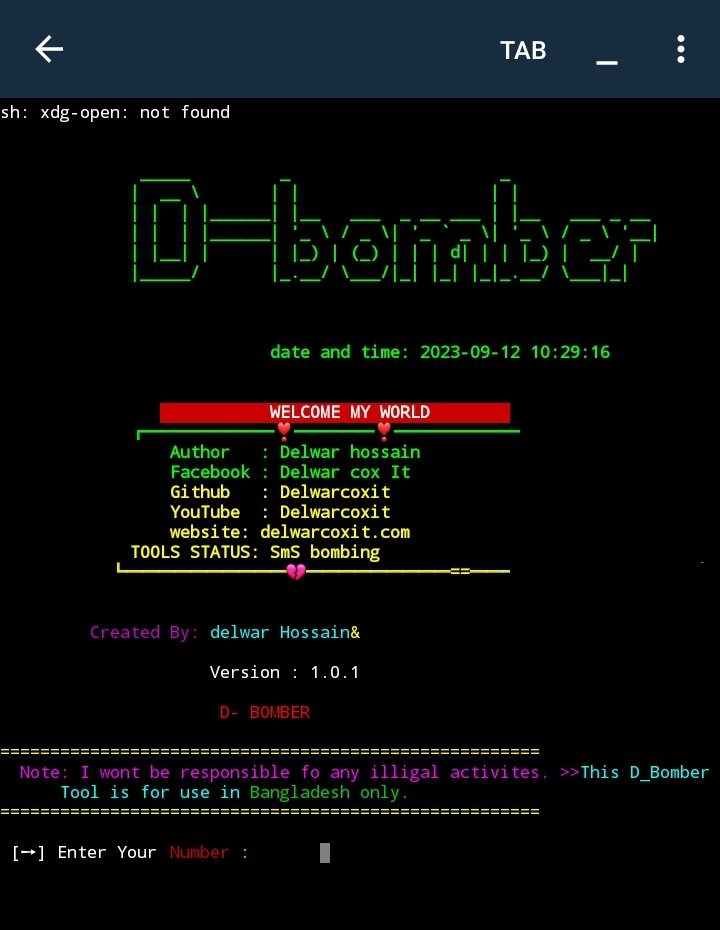 TAB
sh: xdg-open: not found
D-bomber
date and time: 2023-09-12 10:29:16
WELCOME MY WORLD
Author : Delwar hossain
Facebook : Delwar cox It
Github : Delwarcoxit
YouTube : Delwarcoxit
website: delwarcoxit.com
TOOLS STATUS: SmS bombing
Created By: delwar Hossain&
Version : 1.0.1
D- BOMBER
Note: I wont be responsible fo any illigal activites. >>This D_Bomber
Tool is for use in Bangladesh only.
[→] Enter Your Number :